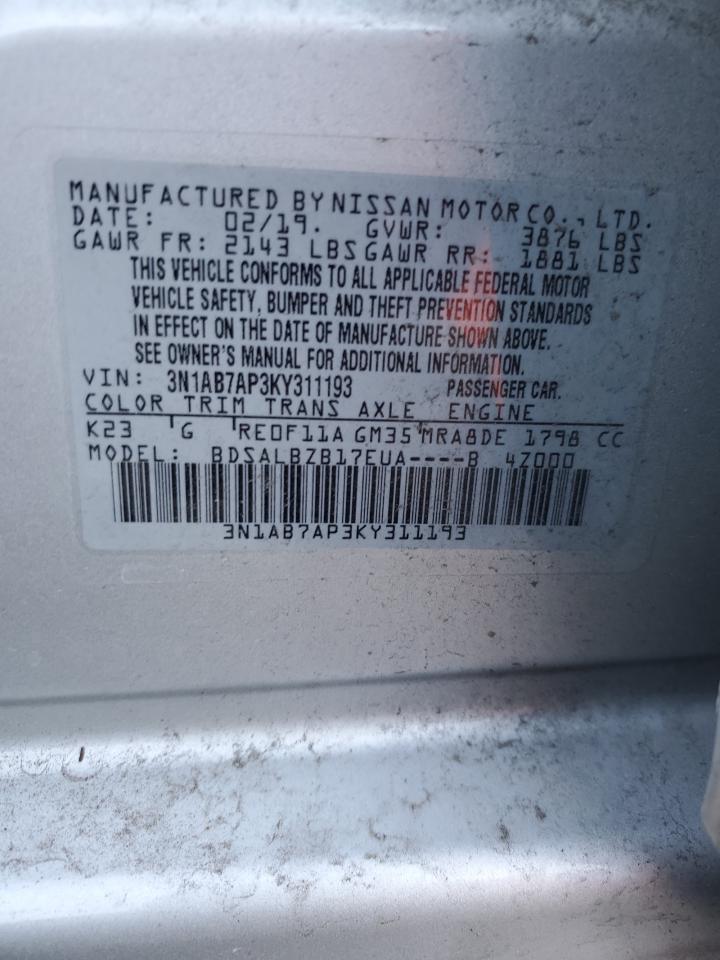 MANUFACTURED BY NISSAN MOTOR CO., LTD.
DATE: 02/19. GVWR: 3876 LBS
GAWR FR: 2143 LBS GAWR RR: 1881 LBS
THIS VEHICLE CONFORMS TO ALL APPLICABLE FEDERAL MOTOR
VEHICLE SAFETY, BUMPER AND THEFT PREVENTION STANDARDS
IN EFFECT ON THE DATE OF MANUFACTURE SHOWN ABOVE.
SEE OWNER'S MANUAL FOR ADDITIONAL INFORMATION.
VIN: 3N1AB7AP3KY311193 PASSENGER CAR.
COLOR TRIM TRANS AXLE ENGINE
K23 G RE0F11A GM35 MRA8DE 1798 CC
MODEL: BDSALBZB17EUA----B 4Z000
3N1AB7AP3KY311193